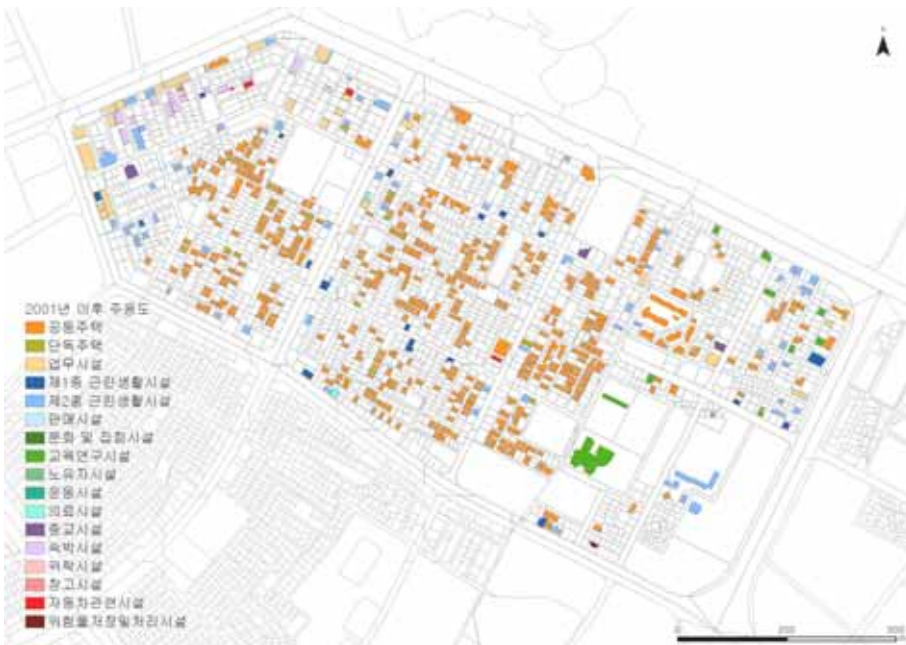 2001년 이후 주용도
공동주택
단독주택
업무시설
제1종 근린생활시설
제2종 근린생활시설
판매시설
문화 및 집회시설
교육연구시설
노유자시설
운동시설
의료시설
종교시설
숙박시설
위락시설
창고시설
자동차관련시설
위험물저장및처리시설
0